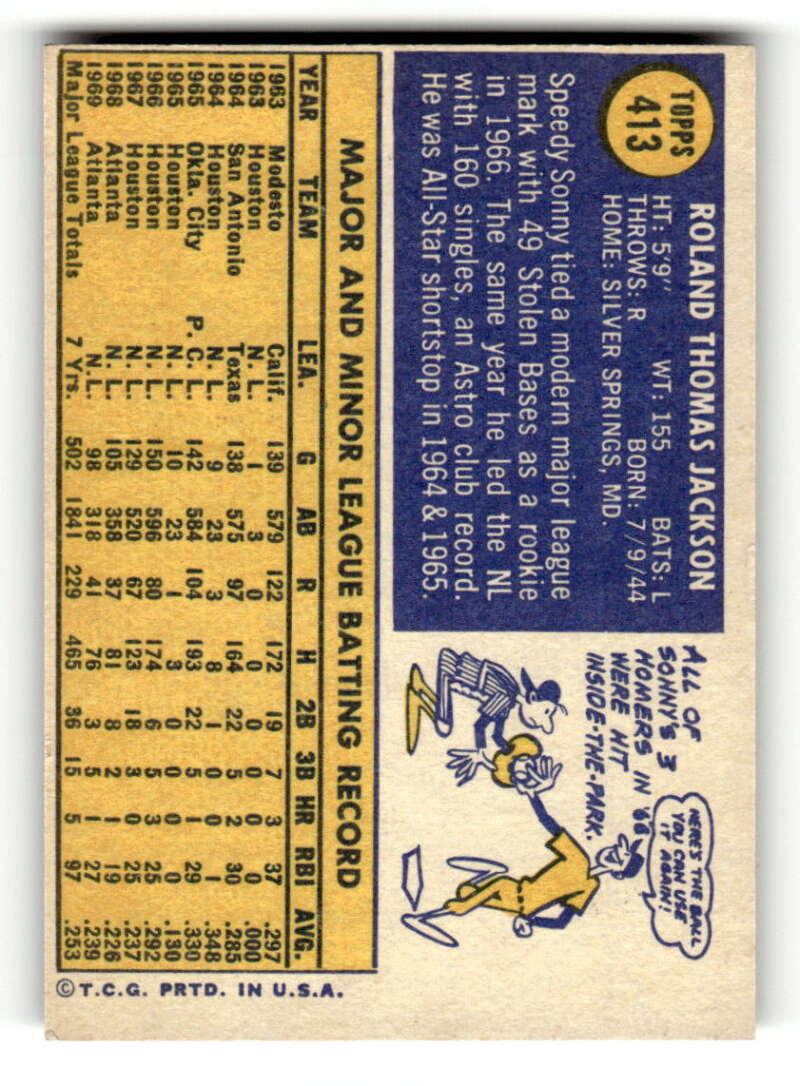 TOPPS
413
ROLAND THOMAS JACKSON
HT: 5'9" WT: 155 BATS: L
THROWS: R BORN: 7/9/44
HOME: SILVER SPRINGS, MD.
Speedy Sonny tied a modern major league
mark with 49 Stolen Bases as a rookie
in 1966. The same year he led the NL
with 160 singles, an Astro club record.
He was All-Star shortstop in 1964 & 1965.
ALL OF
SONNY'S 3
HOMERS IN '66
WERE HIT
INSIDE-THE-PARK.
HERE'S THE BALL
YOU CAN USE
IT AGAIN!
MAJOR AND MINOR LEAGUE BATTING RECORD
YEAR TEAM LEA. G AB R H 2B 3B HR RBI AVG.
1963 Modesto Calif. 139 579 122 172 19 7 3 37 .297
1963 Houston N. L. 1 3 0 0 0 0 0 0 .000
1964 San Antonio Texas 138 575 97 164 22 5 2 30 .285
1964 Houston N. L. 9 23 3 8 1 0 0 1 .348
1965 Okla. City P. C. L. 142 584 104 193 22 5 1 29 .330
1965 Houston N. L. 10 23 1 3 0 0 0 0 .130
1966 Houston N. L. 150 596 80 174 6 5 3 25 .292
1967 Houston N. L. 129 520 67 123 18 3 0 25 .237
1968 Atlanta N. L. 105 358 37 81 8 2 1 19 .226
1969 Atlanta N. L. 98 318 41 76 3 5 1 27 .239
Major League Totals 7 Yrs. 502 1841 229 465 36 15 5 97 .253
© T.C.G. PRTD. IN U.S.A.